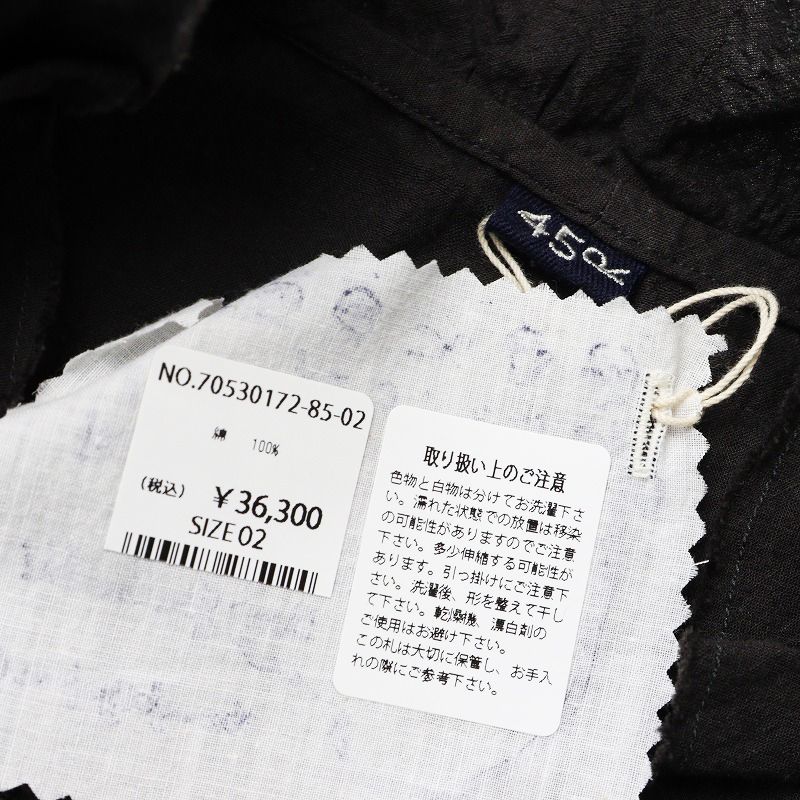 45R
NO.70530172-85-02
綿 100%
(税込) ¥36,300
SIZE 02
取り扱い上のご注意
色物と白物は分けてお洗濯下さ
い。濡れた状態での放置は移染
の可能性がありますのでご注意
下さい。多少伸縮する可能性が
あります。引っ掛けにご注意下
さい。洗濯後、形を整えて干し
て下さい。乾燥機、漂白剤の
ご使用はお避け下さい。
この札は大切に保管し、お手入
れの際にご参考下さい。